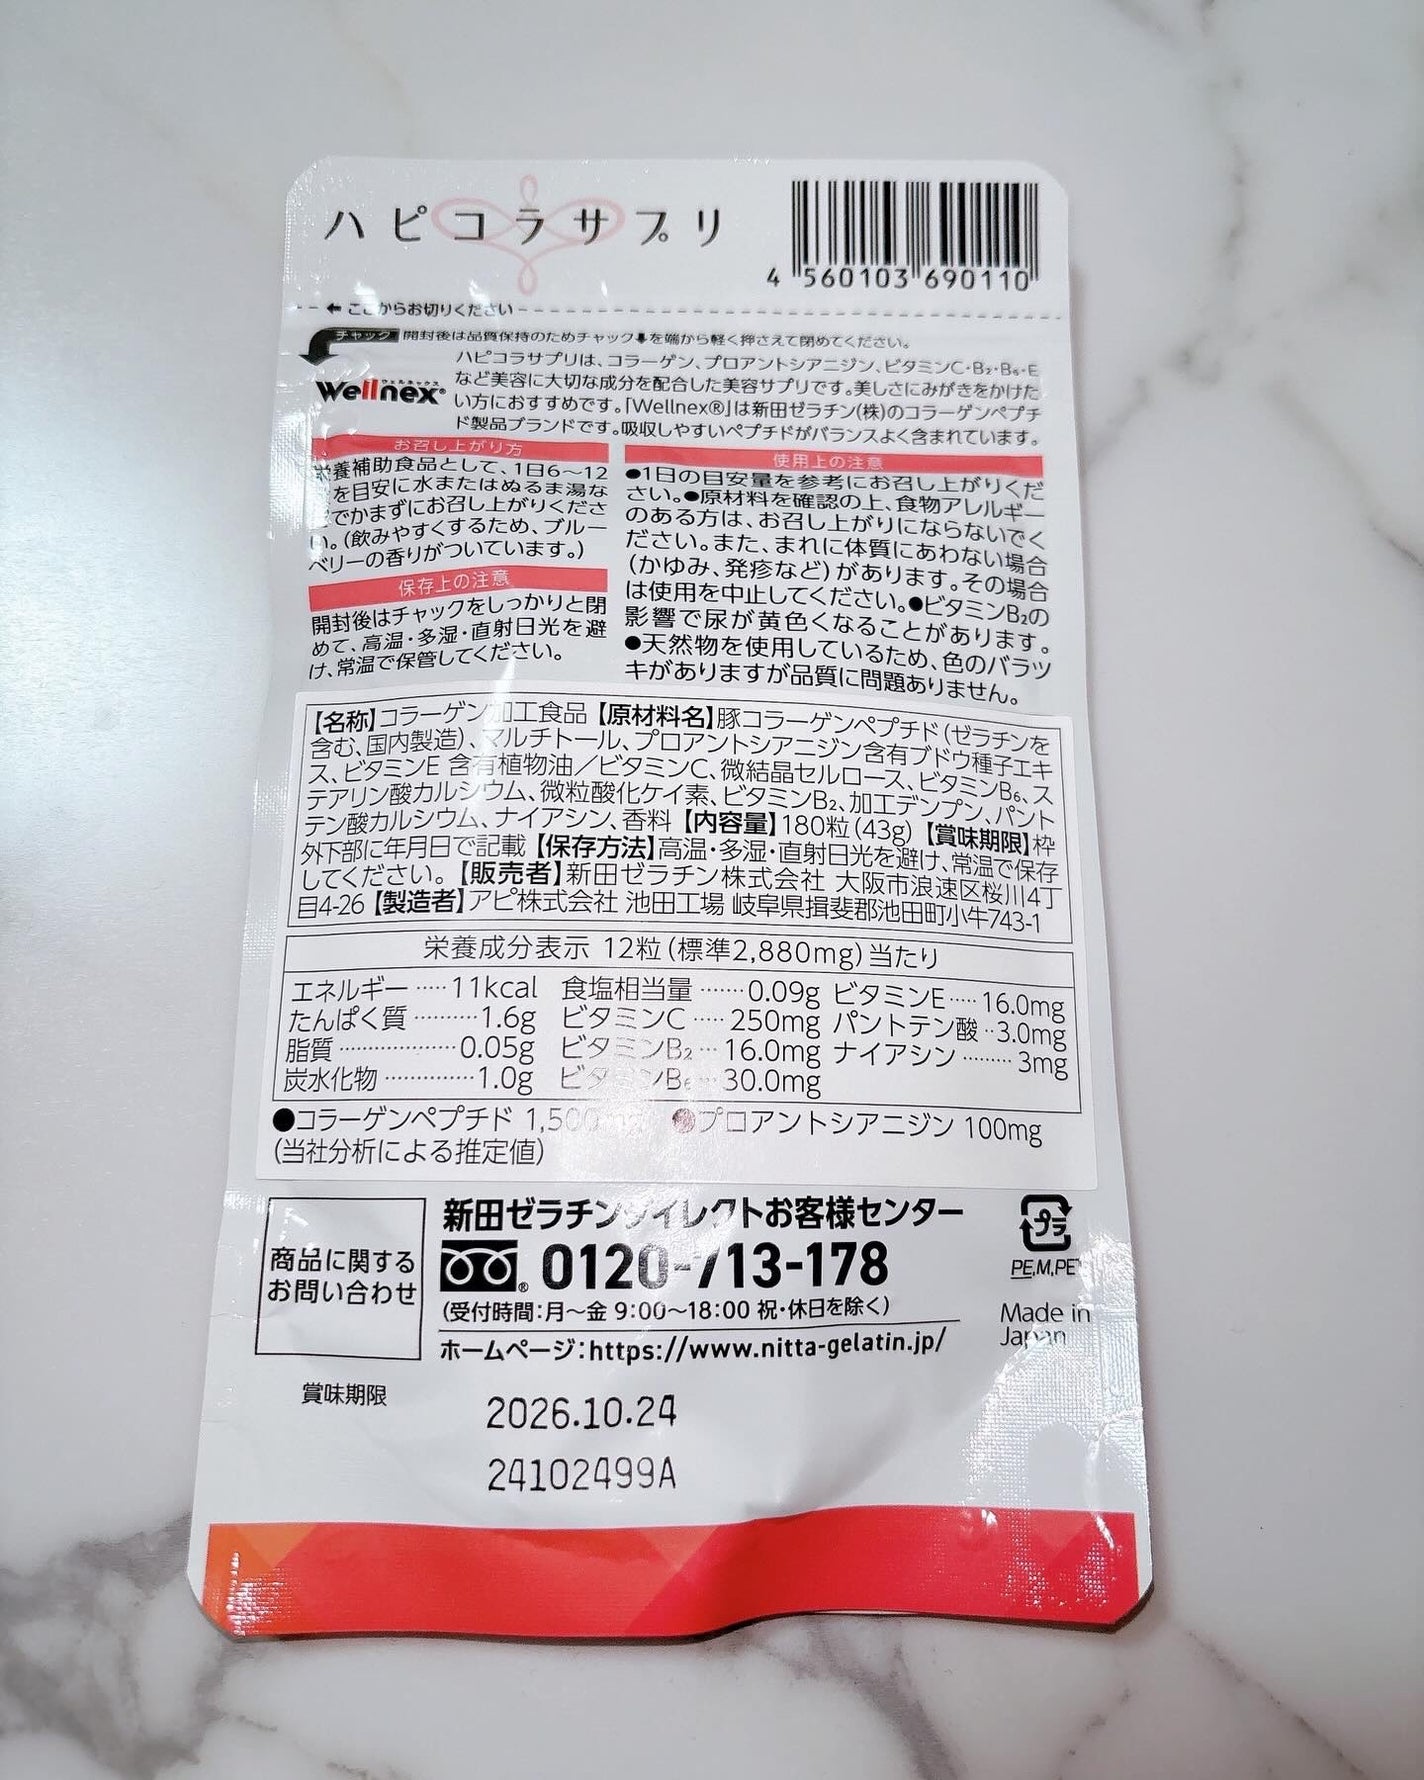 ハピコラサプリ
4 560103 690110
← ここからお切りください
チャック 開封後は品質保持のためチャック⬇を端から軽く押さえて閉めてください。
ハピコラサプリは、コラーゲン、プロアントシアニジン、ビタミンC・B₂・B₆・E
など美容に大切な成分を配合した美容サプリです。美しさにみがきをかけた
い方におすすめです。「Wellnex®」は新田ゼラチン(株)のコラーゲンペプチ
ド製品ブランドです。吸収しやすいペプチドがバランスよく含まれています。
ウェルネックス
Wellnex®
お召し上がり方
栄養補助食品として、1日6〜12
を目安に水またはぬるま湯な
でかまずにお召し上がりくださ
い。(飲みやすくするため、ブルー
ベリーの香りがついています。)
保存上の注意
開封後はチャックをしっかりと閉
めて、高温・多湿・直射日光を避
け、常温で保管してください。
使用上の注意
●1日の目安量を参考にお召し上がりくだ
さい。●原材料を確認の上、食物アレルギー
のある方は、お召し上がりにならないでく
ださい。また、まれに体質にあわない場合
(かゆみ、発疹など)があります。その場合
は使用を中止してください。●ビタミンB₂の
影響で尿が黄色くなることがあります。
●天然物を使用しているため、色のバラツ
キがありますが品質に問題ありません。
【名称】コラーゲン加工食品【原材料名】豚コラーゲンペプチド(ゼラチンを
含む、国内製造)、マルチトール、プロアントシアニジン含有ブドウ種子エキ
ス、ビタミンE 含有植物油／ビタミンC、微結晶セルロース、ビタミンB₆、ス
テアリン酸カルシウム、微粒酸化ケイ素、ビタミンB₂、加工デンプン、パント
テン酸カルシウム、ナイアシン、香料【内容量】180粒(43g)【賞味期限】枠
外下部に年月日で記載【保存方法】高温・多湿・直射日光を避け、常温で保存
してください。【販売者】新田ゼラチン株式会社 大阪市浪速区桜川4丁
目4-26【製造者】アピ株式会社 池田工場 岐阜県揖斐郡池田町小牛743-1
栄養成分表示 12粒(標準2,880mg)当たり
エネルギー ····· 11kcal 食塩相当量 ······· 0.09g ビタミンE ····· 16.0mg
たんぱく質 ·········· 1.6g ビタミンC ····· 250mg パントテン酸 ·· 3.0mg
脂質 ·················· 0.05g ビタミンB₂ ··· 16.0mg ナイアシン ········ 3mg
炭水化物 ·············· 1.0g ビタミンB₆ ··· 30.0mg
●コラーゲンペプチド 1,500mg ●プロアントシアニジン 100mg
(当社分析による推定値)
商品に関する
お問い合わせ
新田ゼラチンダイレクトお客様センター
0120-713-178
(受付時間：月〜金 9:00〜18:00 祝・休日を除く)
ホームページ：https://www.nitta-gelatin.jp/
プラ
PE,M,PET
Made in
Japan
賞味期限
2026.10.24
24102499A